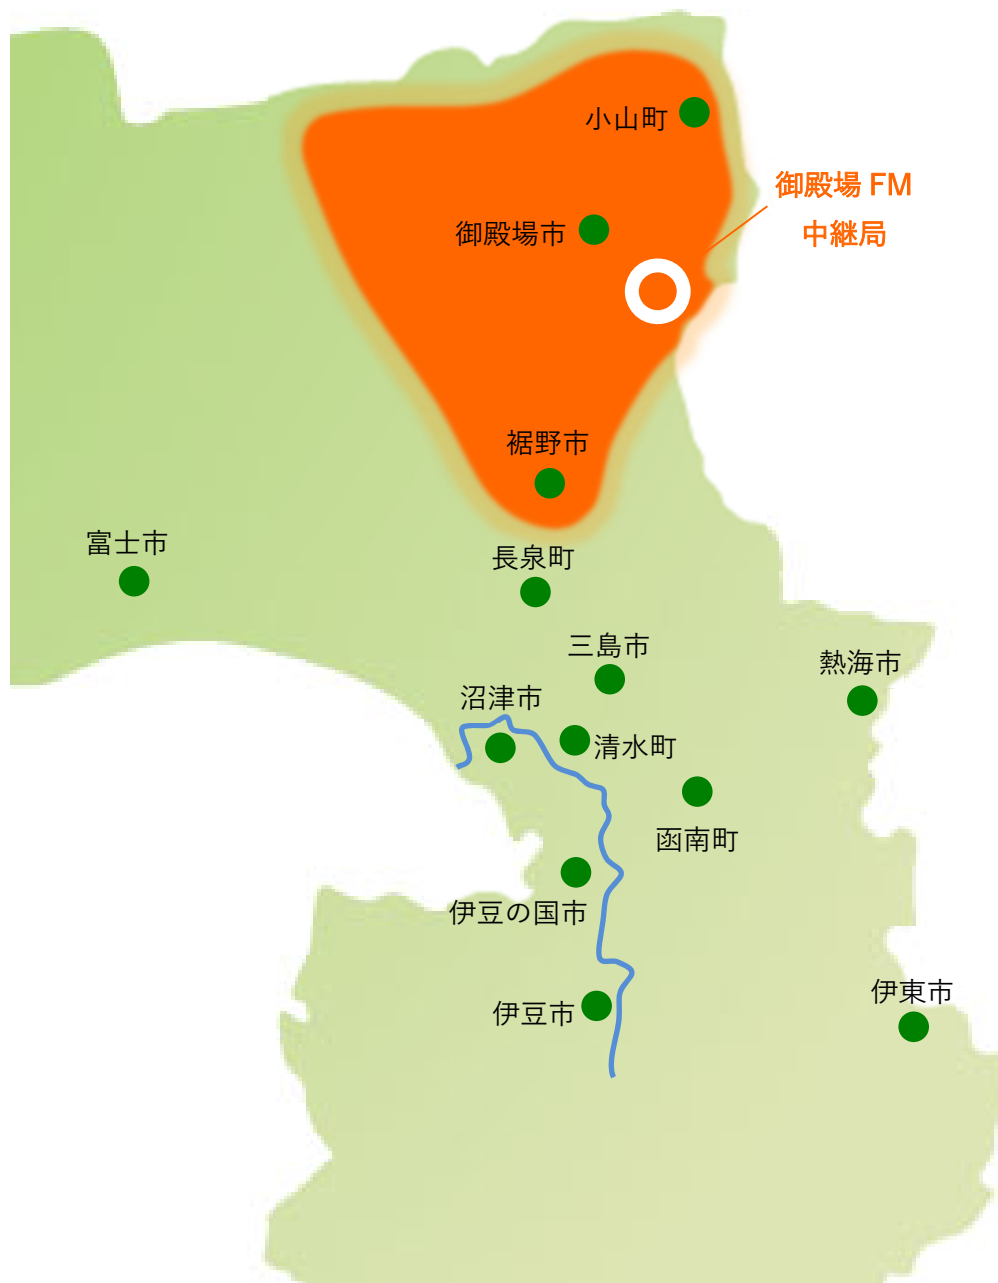 小山町
御殿場 FM
中継局
御殿場市
裾野市
富士市
長泉町
三島市
熱海市
沼津市
清水町
函南町
伊豆の国市
伊東市
伊豆市